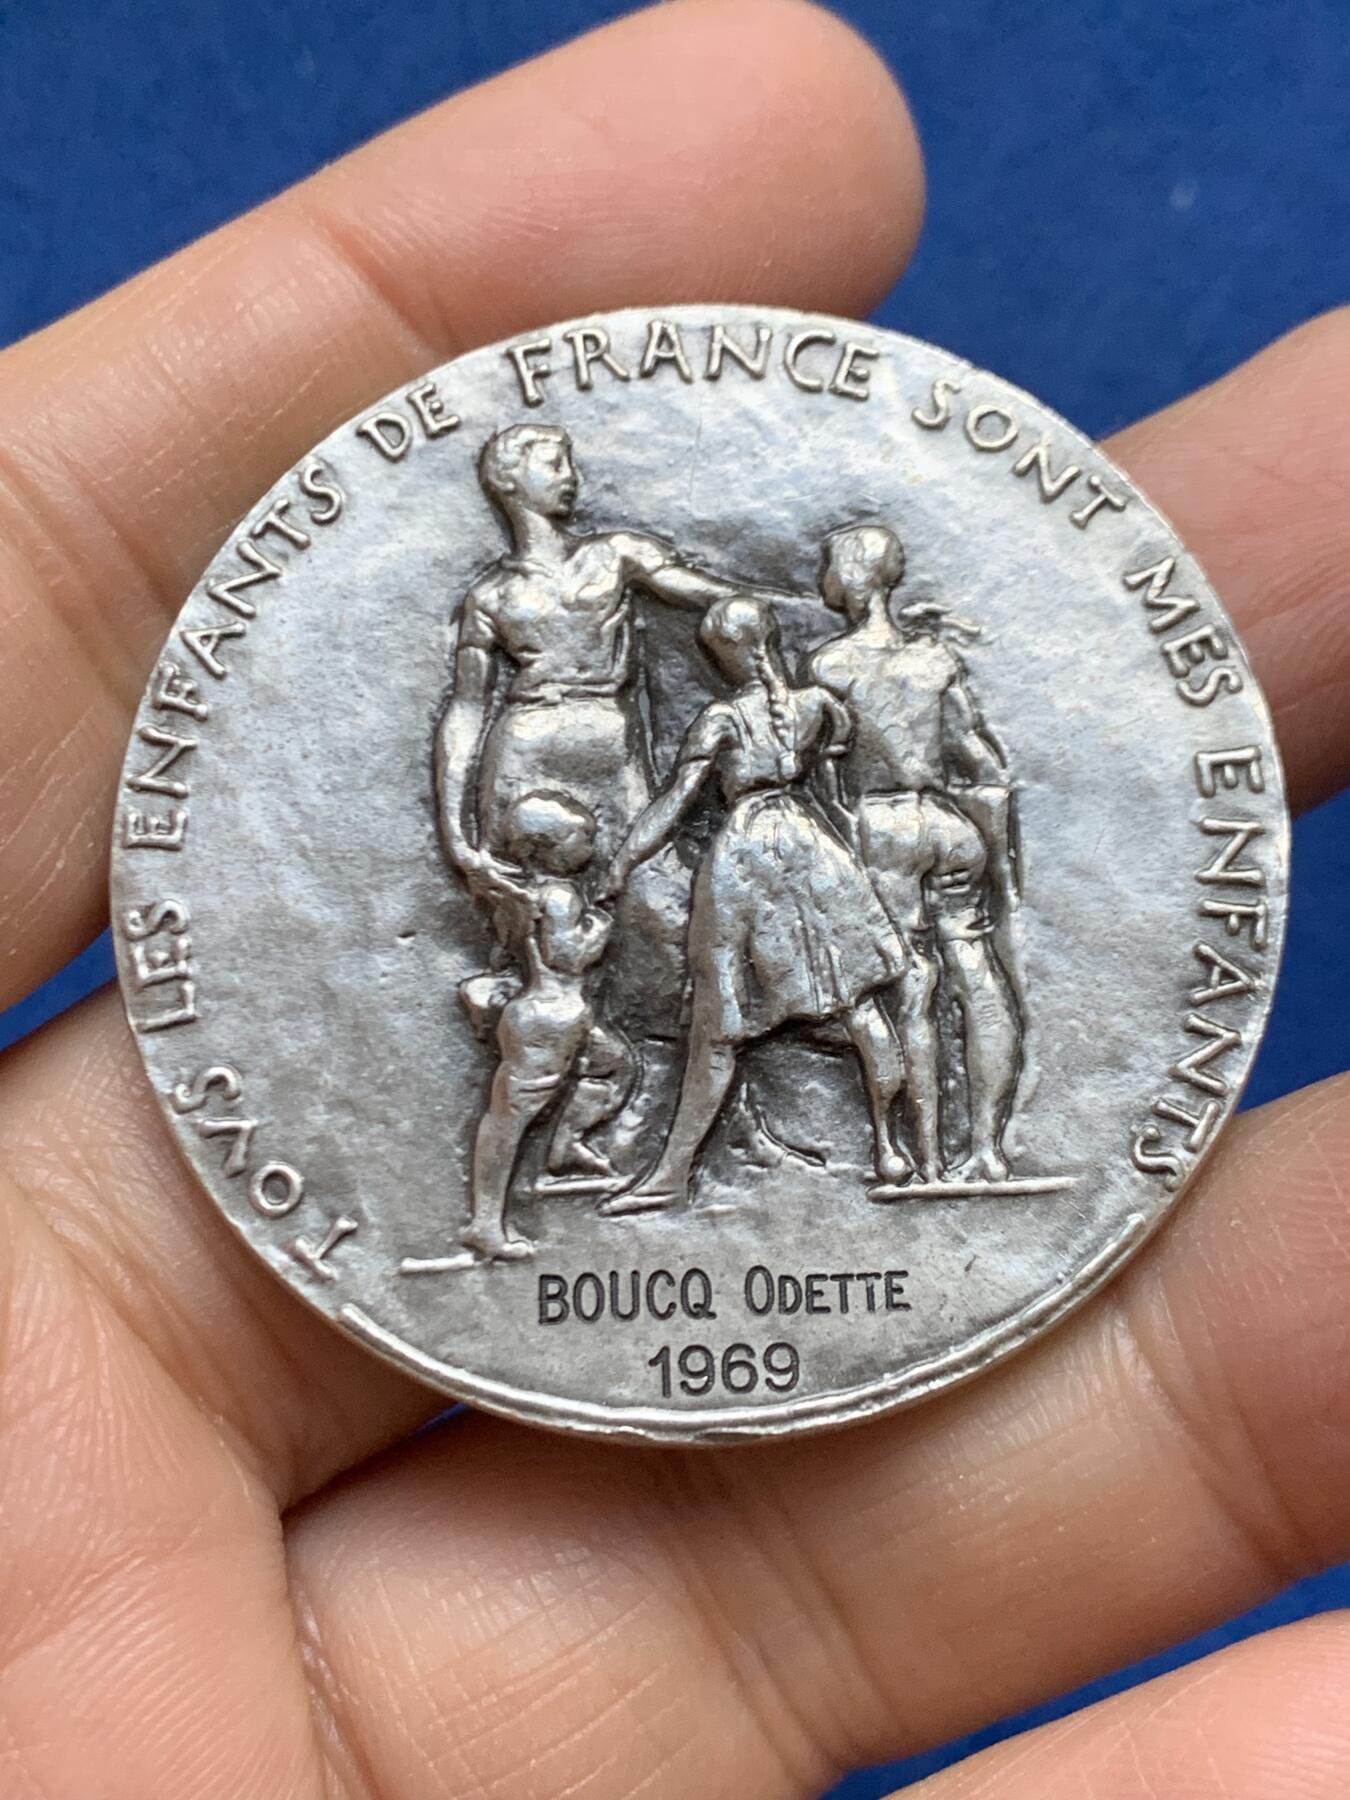 TOVS LES ENFANTS DE FRANCE SONT MES ENFANTS
BOUCQ ODETTE
1969